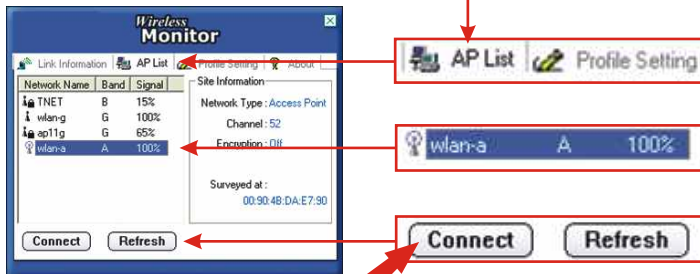 Wireless
Monitor
Link Information AP List Profile Setting About
Network Name Band Signal
TNET B 15%
wlan-g G 100%
ap11g G 65%
wlan-a A 100%
Site Information
Network Type : Access Point
Channel : 52
Encryption : Off
Surveyed at :
00:90:4B:DA:E7:90
Connect Refresh
AP List Profile Setting
wlan-a A 100%
Connect Refresh